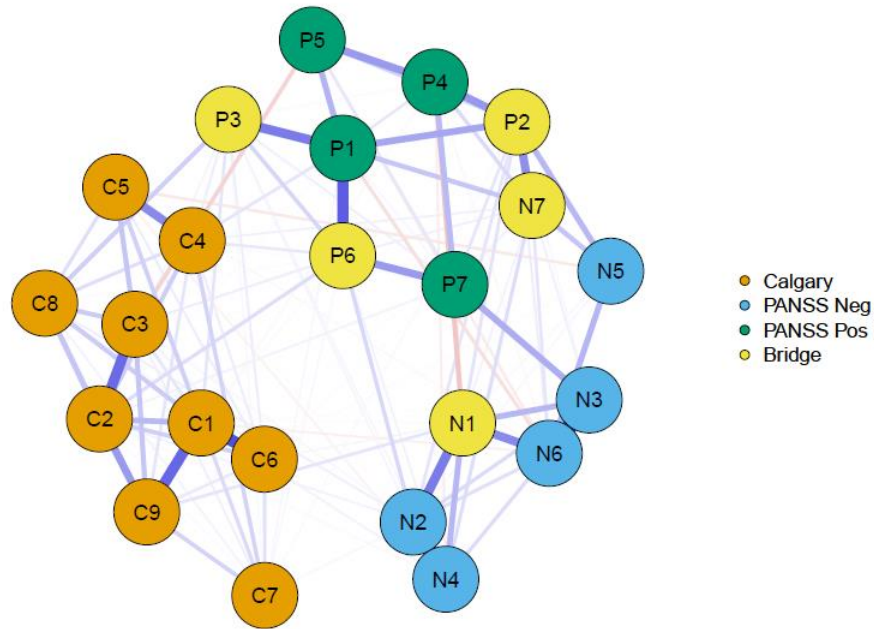 P5
P4
P3
P2
P1
C5
N7
C4
P6
N5
P7
C8
C3
N3
C2
C1
N1
C6
N6
C9
N2
N4
C7
Calgary
PANSS Neg
PANSS Pos
Bridge